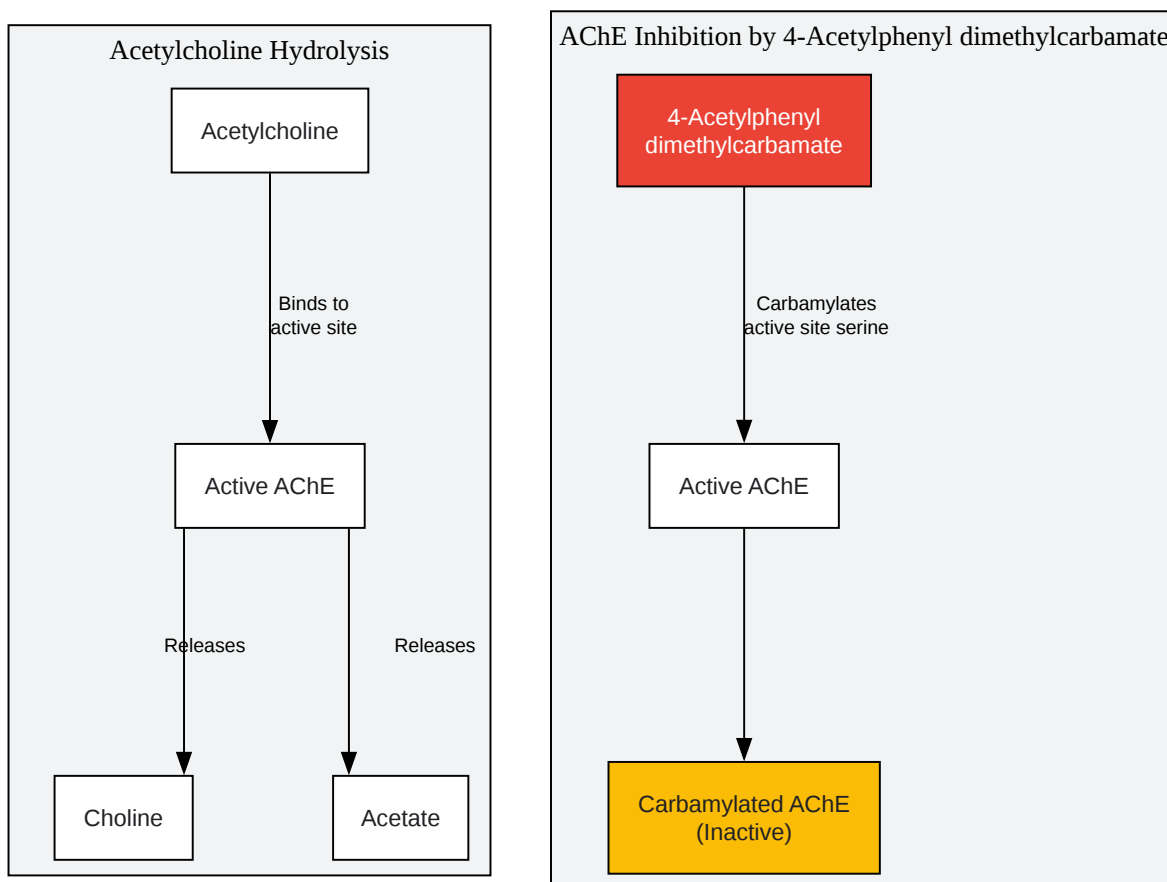 Acetylcholine Hydrolysis
Acetylcholine
Binds to
active site
Active AChE
Releases
Releases
Choline
Acetate
AChE Inhibition by 4-Acetylphenyl dimethylcarbamate
4-Acetylphenyl
dimethylcarbamate
Carbamylates
active site serine
Active AChE
Carbamylated AChE
(Inactive)